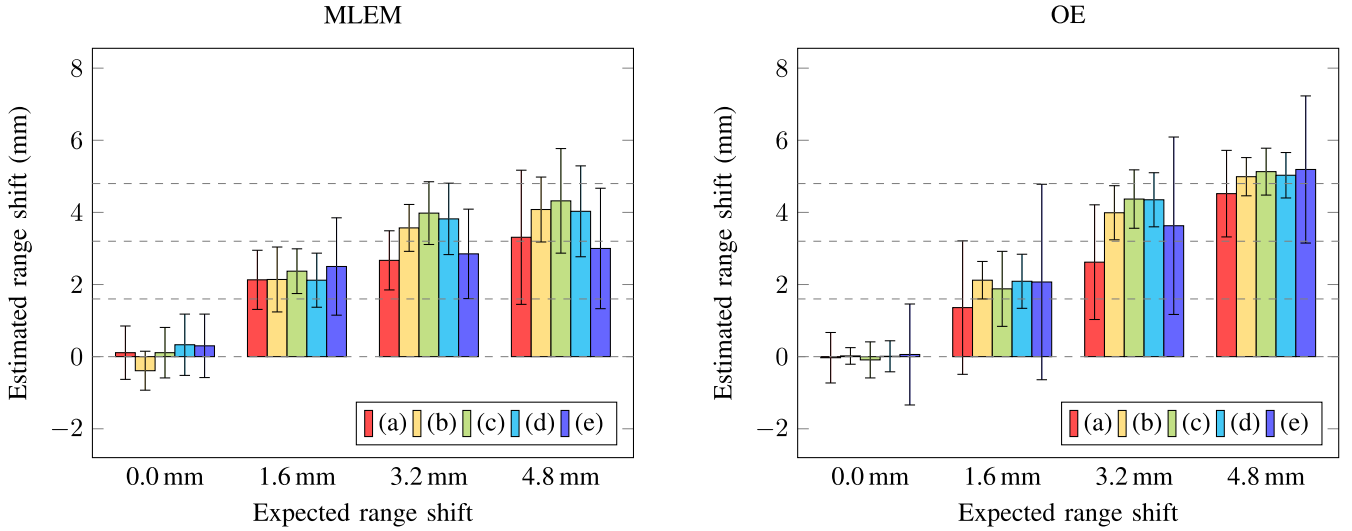 MLEM
Estimated range shift (mm)
8
6
4
2
0
−2
(a) (b) (c) (d) (e)
0.0 mm 1.6 mm 3.2 mm 4.8 mm
Expected range shift
OE
Estimated range shift (mm)
8
6
4
2
0
−2
(a) (b) (c) (d) (e)
0.0 mm 1.6 mm 3.2 mm 4.8 mm
Expected range shift